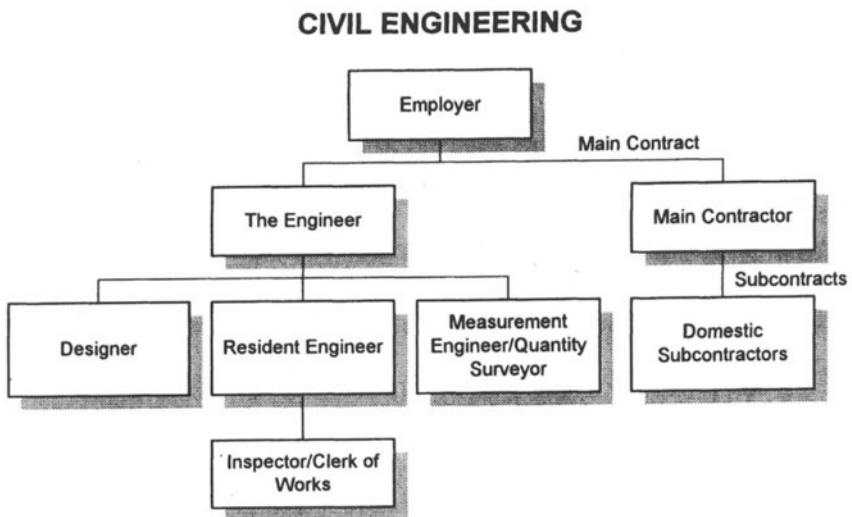 CIVIL ENGINEERING
Employer
Main Contract
The Engineer
Main Contractor
Subcontracts
Designer
Resident Engineer
Measurement
Engineer/Quantity
Surveyor
Domestic
Subcontractors
Inspector/Clerk of
Works